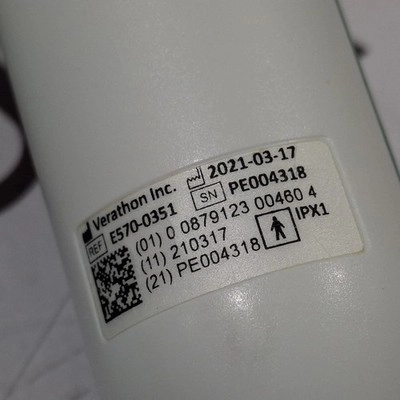 Verathon Inc. 2021-03-17
REF E570-0351 SN PE004318
(01) 0 0879123 00460 4
(11) 210317 IPX1
(21) PE004318